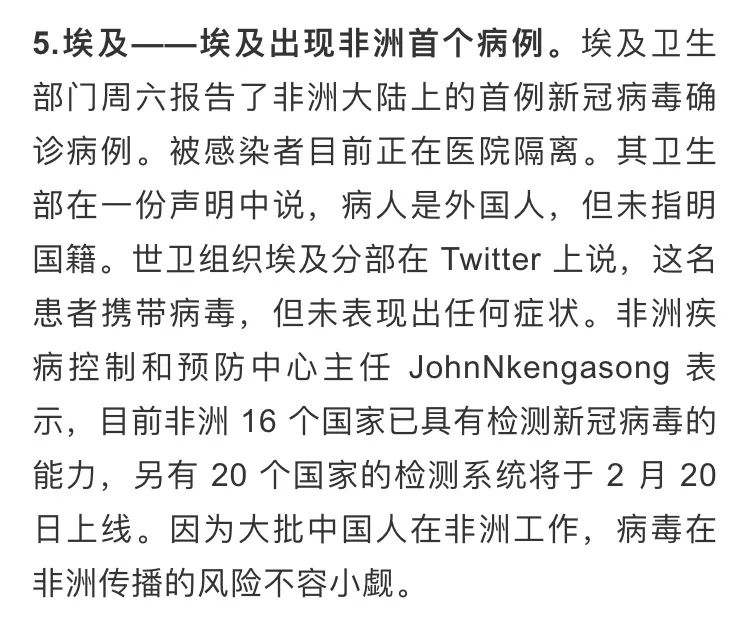 5.埃及——埃及出现非洲首个病例。埃及卫生
部门周六报告了非洲大陆上的首例新冠病毒确
诊病例。被感染者目前正在医院隔离。其卫生
部在一份声明中说，病人是外国人，但未指明
国籍。世卫组织埃及分部在 Twitter 上说，这名
患者携带病毒，但未表现出任何症状。非洲疾
病控制和预防中心主任 JohnNkengasong 表
示，目前非洲 16 个国家已具有检测新冠病毒的
能力，另有 20 个国家的检测系统将于 2 月 20
日上线。因为大批中国人在非洲工作，病毒在
非洲传播的风险不容小觑。